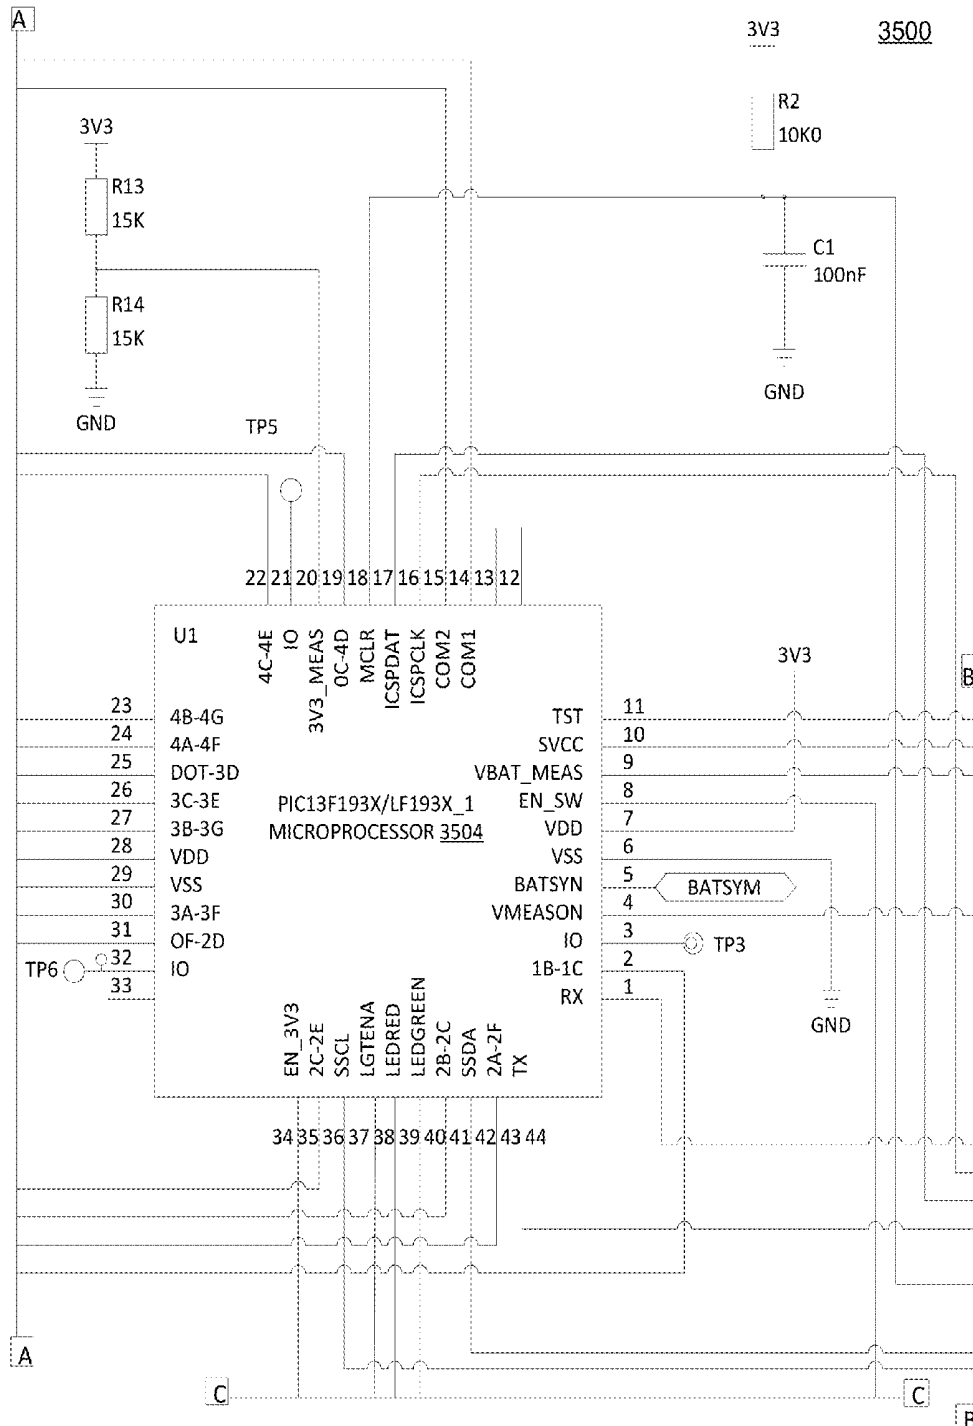 A
3V3
3500
R2
10K0
3V3
R13
15K
C1
100nF
R14
15K
GND
GND
TP5
22 21 20 19 18 17 16 15 14 13 12
U1
4C-4E
IO
3V3_MEAS
0C-4D
MCLR
ICSPDAT
ICSPCLK
COM2
COM1
3V3
B
23 4B-4G
24 4A-4F
25 DOT-3D
26 3C-3E
27 3B-3G
28 VDD
29 VSS
30 3A-3F
31 OF-2D
TP6 32 IO
33
PIC13F193X/LF193X_1
MICROPROCESSOR 3504
TST 11
SVCC 10
VBAT_MEAS 9
EN_SW 8
VDD 7
VSS 6
BATSYN 5 BATSYM
VMEASON 4
IO 3 TP3
1B-1C 2
RX 1
GND
EN_3V3
2C-2E
SSCL
LGTENA
LEDRED
LEDGREEN
2B-2C
SSDA
2A-2F
TX
34 35 36 37 38 39 40 41 42 43 44
A
C
C